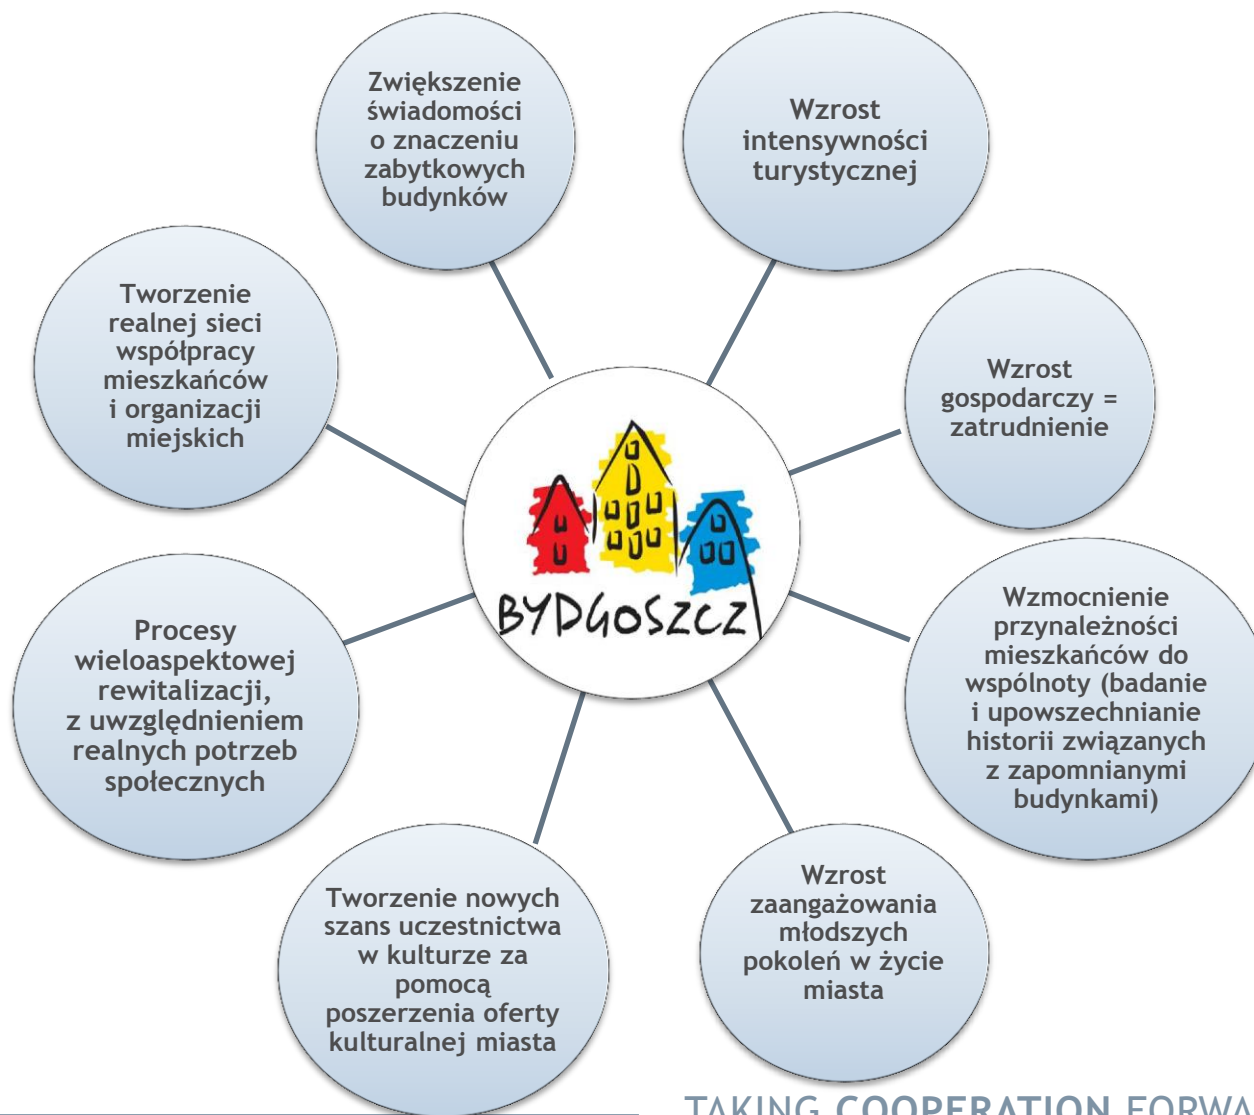 Zwiększenie
świadomości
o znaczeniu
zabytkowych
budynków
Wzrost
intensywności
turystycznej
Wzrost
gospodarczy =
zatrudnienie
Wzmocnienie
przynależności
mieszkańców do
wspólnoty (badanie
i upowszechnianie
historii związanych
z zapomnianymi
budynkami)
Wzrost
zaangażowania
młodszych
pokoleń w życie
miasta
Tworzenie nowych
szans uczestnictwa
w kulturze za
pomocą
poszerzenia oferty
kulturalnej miasta
Procesy
wieloaspektowej
rewitalizacji,
z uwzględnieniem
realnych potrzeb
społecznych
Tworzenie
realnej sieci
współpracy
mieszkańców
i organizacji
miejskich
BYDGOSZCZ
TAKING COOPERATION